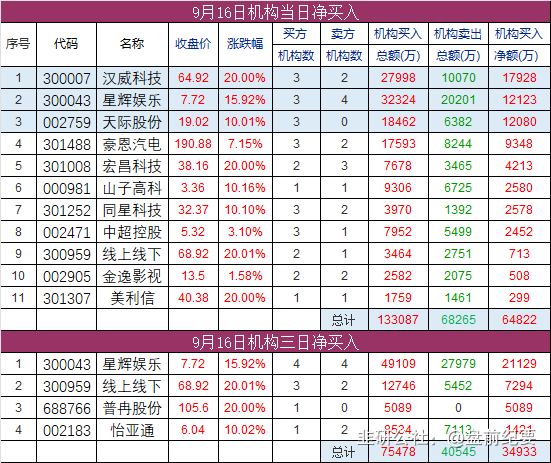 9月16日机构当日净买入
序号 代码 名称 收盘价 涨跌幅 买方机构数 卖方机构数 机构买入总额(万) 机构卖出总额(万) 机构买入净额(万)
1 300007 汉威科技 64.92 20.00% 3 2 27998 10070 17928
2 300043 星辉娱乐 7.72 15.92% 3 4 32324 20201 12123
3 002759 天际股份 19.02 10.01% 3 0 18462 6382 12080
4 301488 豪恩汽电 190.88 7.15% 3 2 17593 8244 9348
5 301008 宏昌科技 38.16 20.00% 2 3 7678 3465 4213
6 000981 山子高科 3.36 10.16% 1 1 9306 6725 2580
7 301252 同星科技 32.37 10.10% 3 2 3970 1392 2578
8 002471 中超控股 5.32 3.10% 3 1 7952 5499 2452
9 300959 线上线下 68.92 20.01% 2 1 3464 2751 713
10 002905 金逸影视 13.5 1.58% 2 2 2582 2075 508
11 301307 美利信 40.38 20.00% 1 1 1759 1461 299
总计 133087 68265 64822
9月16日机构三日净买入
1 300043 星辉娱乐 7.72 15.92% 4 4 49109 27979 21129
2 300959 线上线下 68.92 20.01% 3 2 12746 5452 7294
3 688766 普冉股份 105.6 20.00% 1 0 5089 0 5089
4 002183 怡亚通 6.04 10.02% 1 2 8534 7113 1421
总计 75478 40545 34933
韭研公社：@盘前纪要